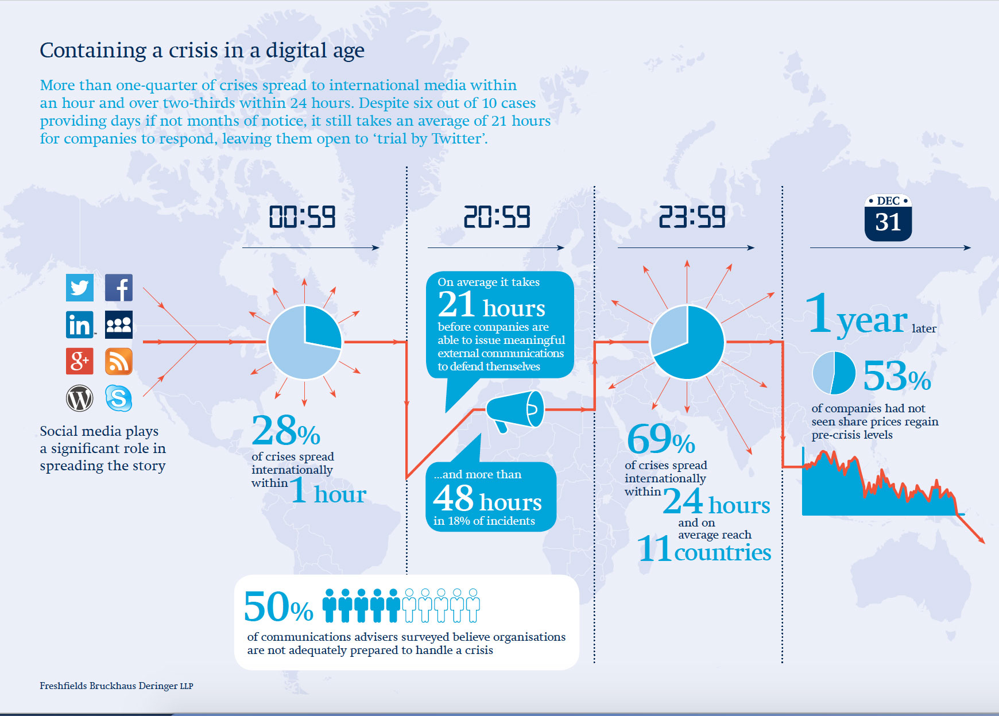 Containing a crisis in a digital age
More than one-quarter of crises spread to international media within
an hour and over two-thirds within 24 hours. Despite six out of 10 cases
providing days if not months of notice, it still takes an average of 21 hours
for companies to respond, leaving them open to ‘trial by Twitter’.
00:59
20:59
23:59
DEC
31
f
in™
g+
W
S
Social media plays
a significant role in
spreading the story
28%
of crises spread
internationally
within 1 hour
On average it takes
21 hours
before companies are
able to issue meaningful
external communications
to defend themselves
...and more than
48 hours
in 18% of incidents
69%
of crises spread
internationally
within 24 hours
and on
average reach
11 countries
1 year later
53%
of companies had not
seen share prices regain
pre-crisis levels
50%
of communications advisers surveyed believe organisations
are not adequately prepared to handle a crisis
Freshfields Bruckhaus Deringer LLP